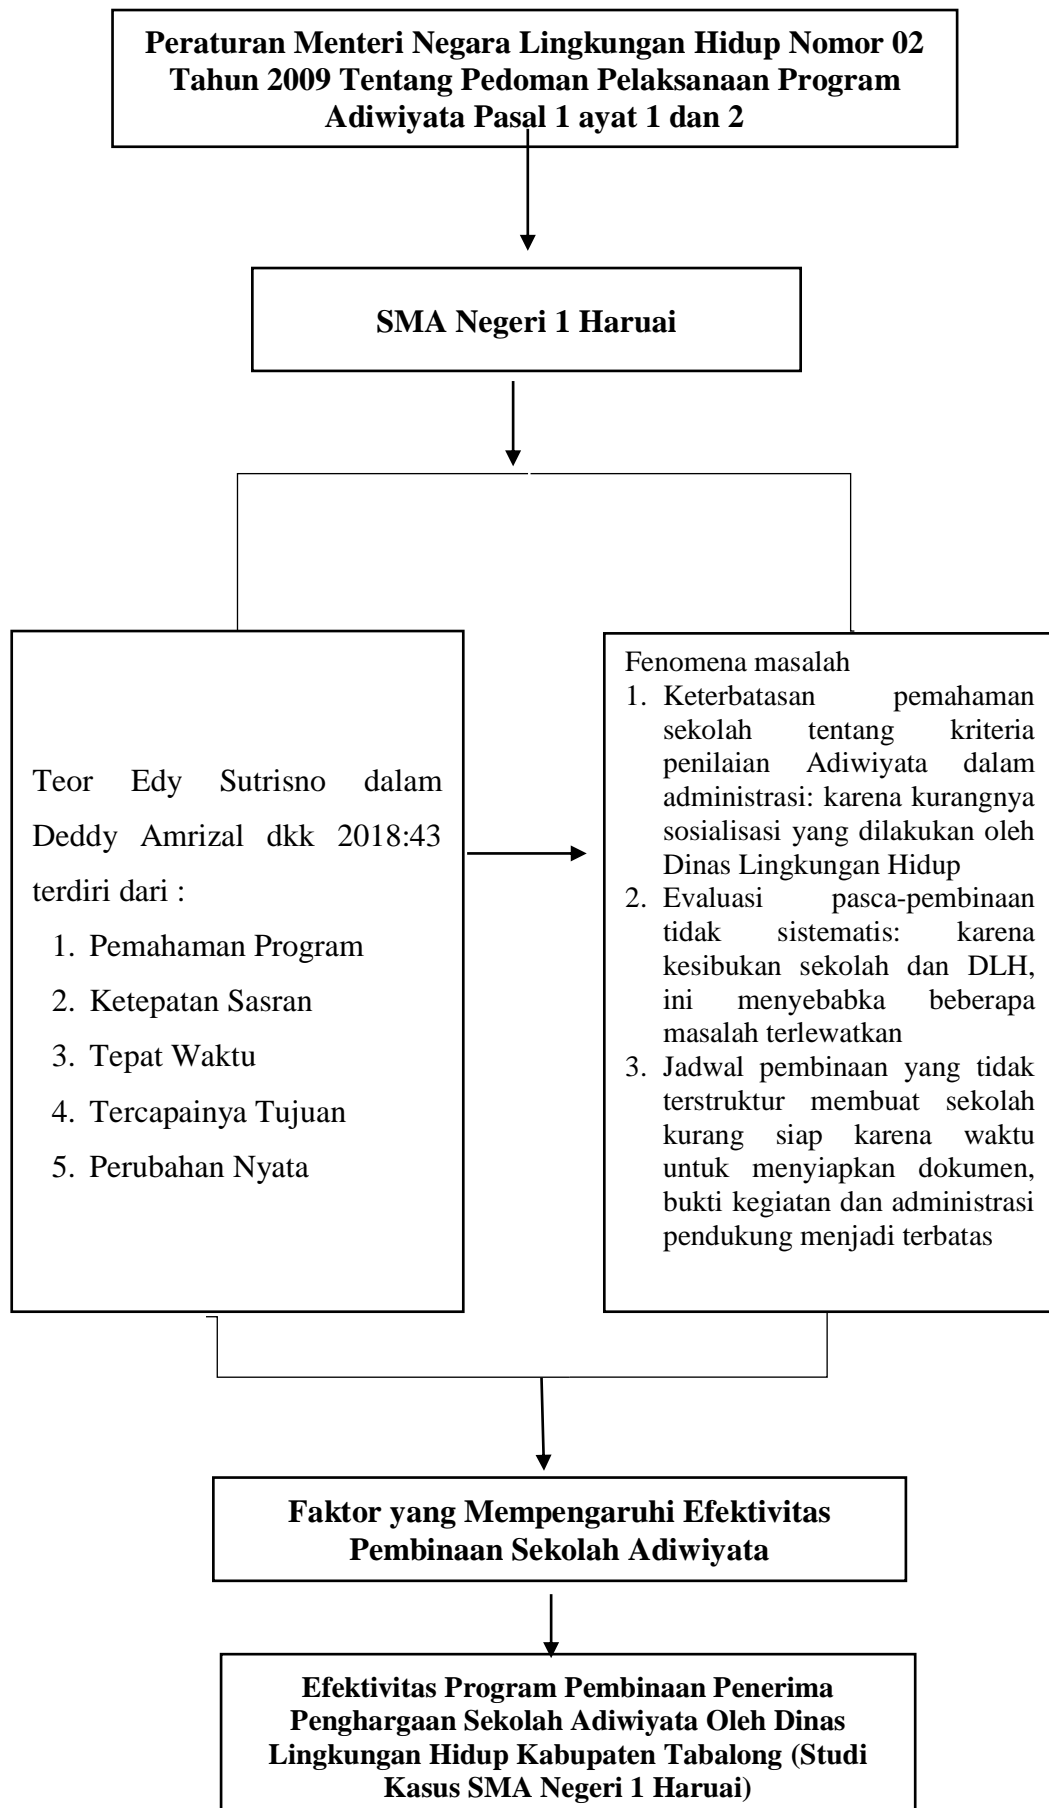 Peraturan Menteri Negara Lingkungan Hidup Nomor 02
Tahun 2009 Tentang Pedoman Pelaksanaan Program
Adiwiyata Pasal 1 ayat 1 dan 2
SMA Negeri 1 Haruai
Teor Edy Sutrisno dalam
Deddy Amrizal dkk 2018:43
terdiri dari :
1. Pemahaman Program
2. Ketepatan Sasran
3. Tepat Waktu
4. Tercapainya Tujuan
5. Perubahan Nyata
Fenomena masalah
1. Keterbatasan pemahaman
sekolah tentang kriteria
penilaian Adiwiyata dalam
administrasi: karena kurangnya
sosialisasi yang dilakukan oleh
Dinas Lingkungan Hidup
2. Evaluasi pasca-pembinaan
tidak sistematis: karena
kesibukan sekolah dan DLH,
ini menyebabka beberapa
masalah terlewatkan
3. Jadwal pembinaan yang tidak
terstruktur membuat sekolah
kurang siap karena waktu
untuk menyiapkan dokumen,
bukti kegiatan dan administrasi
pendukung menjadi terbatas
Faktor yang Mempengaruhi Efektivitas
Pembinaan Sekolah Adiwiyata
Efektivitas Program Pembinaan Penerima
Penghargaan Sekolah Adiwiyata Oleh Dinas
Lingkungan Hidup Kabupaten Tabalong (Studi
Kasus SMA Negeri 1 Haruai)